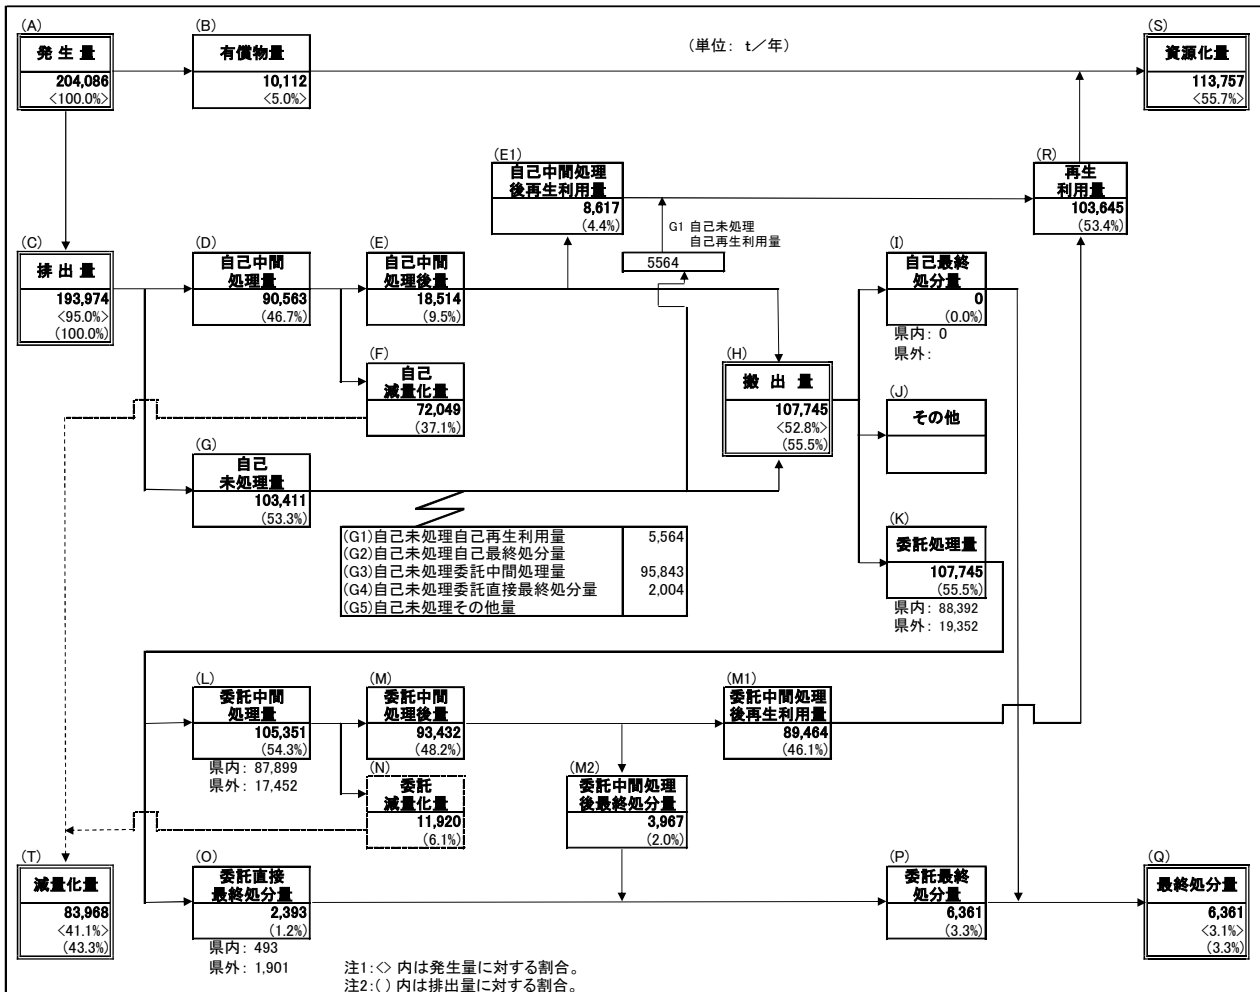 (A)
発生量
204,086
<100.0%>
(B)
有償物量
10,112
<5.0%>
(単位: t/年)
(S)
資源化量
113,757
<55.7%>
(E1)
自己中間処理
後再生利用量
8,617
(4.4%)
G1 自己未処理
自己再生利用量
5564
(R)
再生
利用量
103,645
(53.4%)
(C)
排出量
193,974
<95.0%>
(100.0%)
(D)
自己中間
処理量
90,563
(46.7%)
(E)
自己中間
処理後量
18,514
(9.5%)
(F)
自己
減量化量
72,049
(37.1%)
(G)
自己
未処理量
103,411
(53.3%)
(H)
搬出量
107,745
<52.8%>
(55.5%)
(I)
自己最終
処分量
0
(0.0%)
県内: 0
県外:
(J)
その他
(K)
委託処理量
107,745
(55.5%)
県内: 88,392
県外: 19,352
(G1)自己未処理自己再生利用量 5,564
(G2)自己未処理自己最終処分量
(G3)自己未処理委託中間処理量 95,843
(G4)自己未処理委託直接最終処分量 2,004
(G5)自己未処理その他量
(L)
委託中間
処理量
105,351
(54.3%)
県内: 87,899
県外: 17,452
(M)
委託中間
処理後量
93,432
(48.2%)
(N)
委託
減量化量
11,920
(6.1%)
(M1)
委託中間処理
後再生利用量
89,464
(46.1%)
(M2)
委託中間処理
後最終処分量
3,967
(2.0%)
(T)
減量化量
83,968
<41.1%>
(43.3%)
(O)
委託直接
最終処分量
2,393
(1.2%)
県内: 493
県外: 1,901
(P)
委託最終
処分量
6,361
(3.3%)
(Q)
最終処分量
6,361
<3.1%>
(3.3%)
注1:<> 内は発生量に対する割合。
注2:( ) 内は排出量に対する割合。